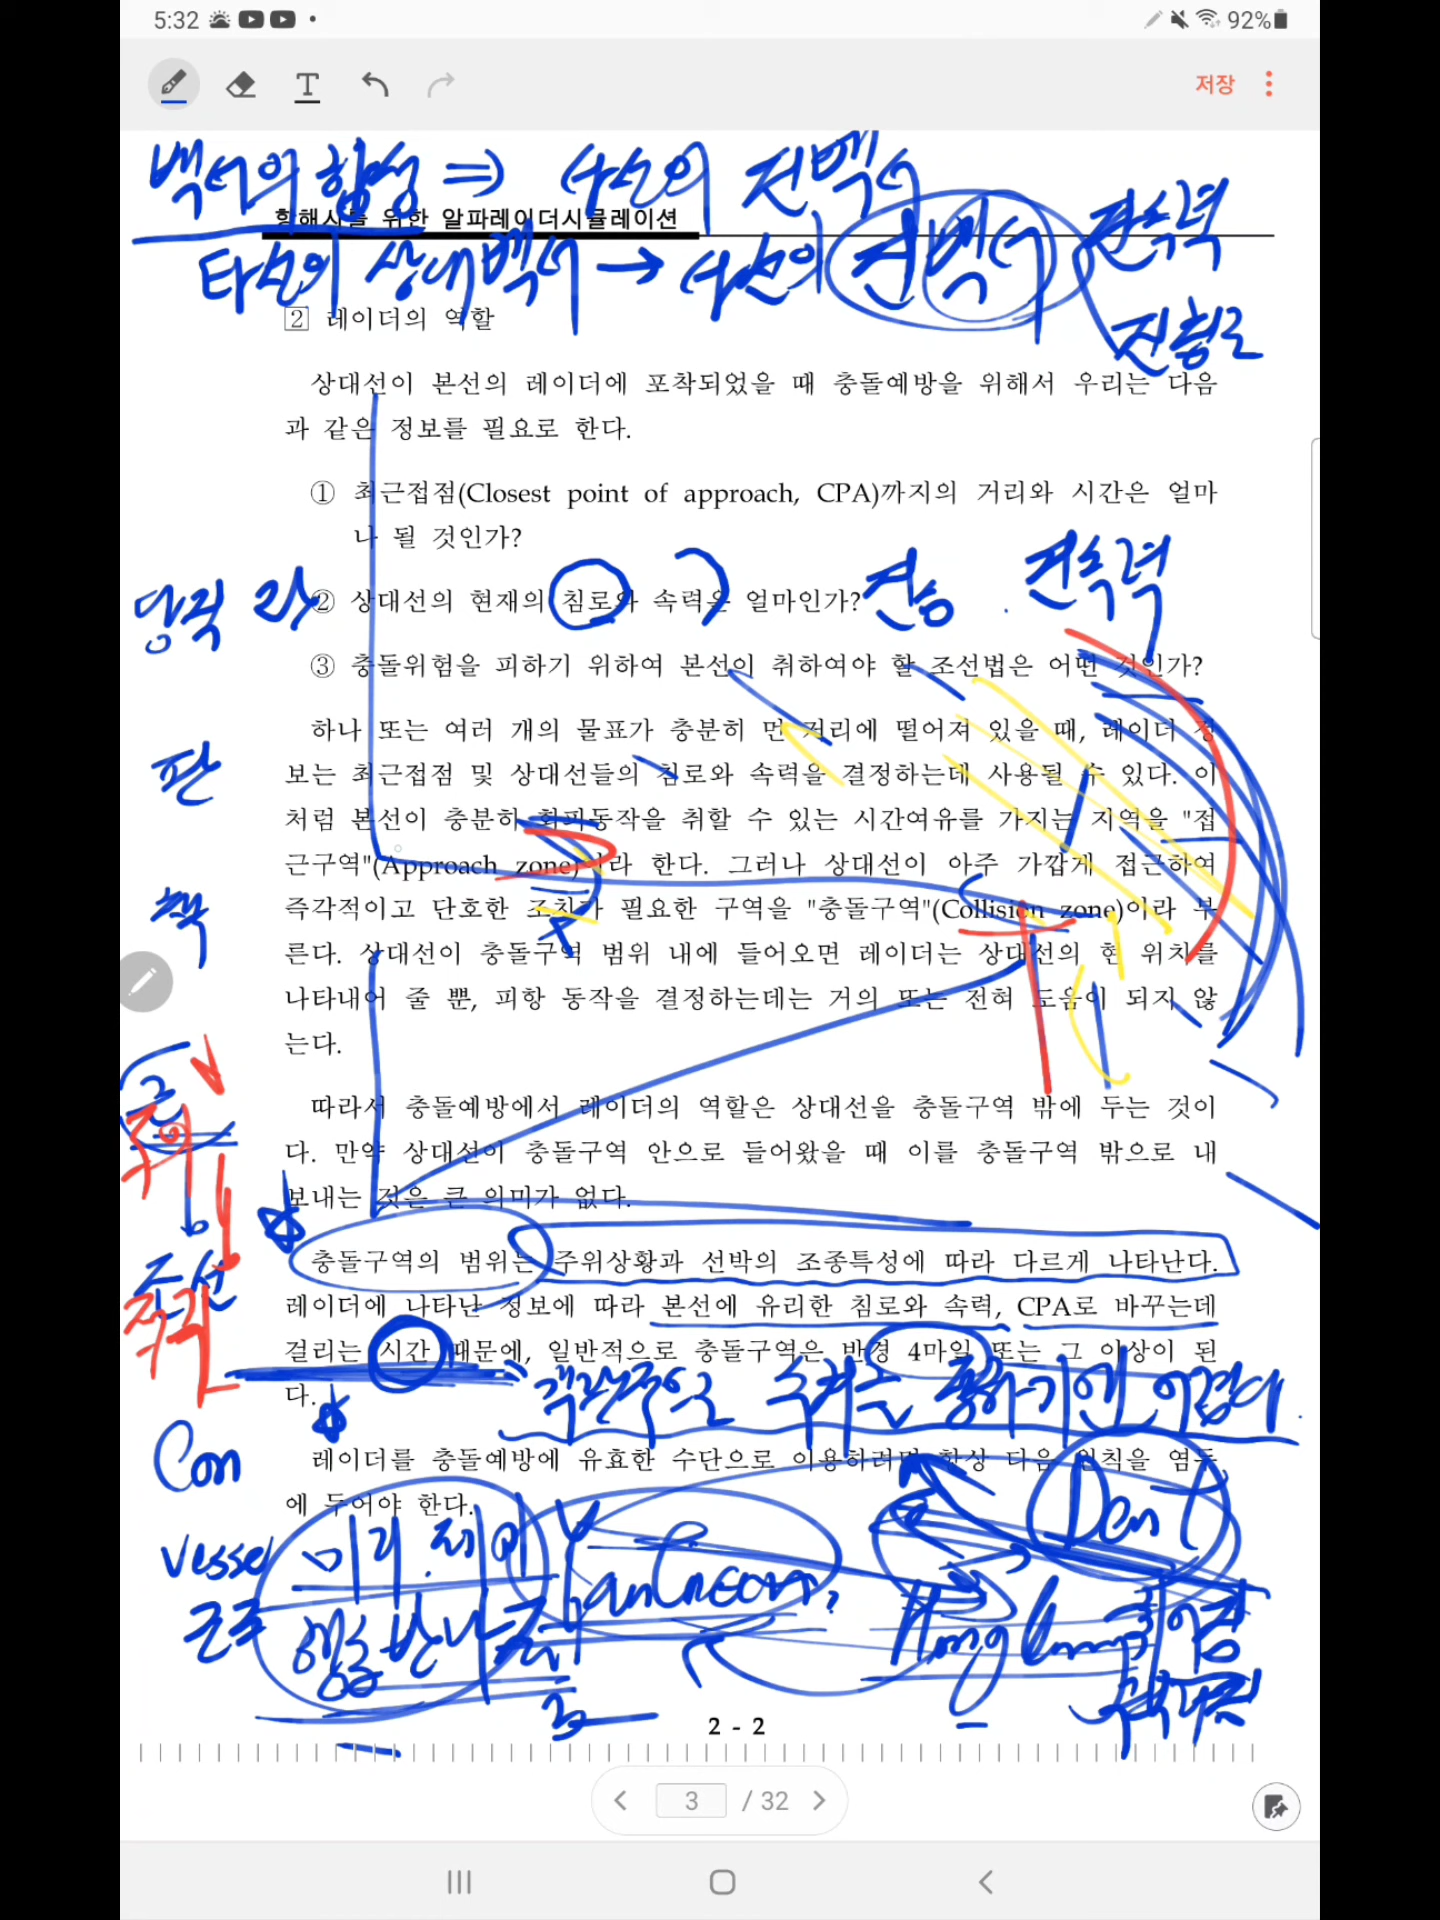 5:32
92%
저장
벡터의 합성 ⇒ 타선의 진벡터
항해사를 위한 알파레이더시뮬레이션
타선의 상대벡터 → 타선의 진벡터
진속력
진침로
2 레이더의 역할
상대선이 본선의 레이더에 포착되었을 때 충돌예방을 위해서 우리는 다음
과 같은 정보를 필요로 한다.
① 최근접점(Closest point of approach, CPA)까지의 거리와 시간은 얼마
나 될 것인가?
② 상대선의 현재의 침로와 속력은 얼마인가?
진침
진속력
당직
③ 충돌위험을 피하기 위하여 본선이 취하여야 할 조선법은 어떤 것인가?
하나 또는 여러 개의 물표가 충분히 먼 거리에 떨어져 있을 때, 레이더 정
보는 최근접점 및 상대선들의 침로와 속력을 결정하는데 사용될 수 있다. 이
판
처럼 본선이 충분히 회피동작을 취할 수 있는 시간여유를 가지는 지역을 "접
근구역"(Approach zone)이라 한다. 그러나 상대선이 아주 가깝게 접근하여
즉각적이고 단호한 조치가 필요한 구역을 "충돌구역"(Collision zone)이라 부
른다. 상대선이 충돌구역 범위 내에 들어오면 레이더는 상대선의 현 위치를
나타내어 줄 뿐, 피항 동작을 결정하는데는 거의 또는 전혀 도움이 되지 않
는다.
따라서 충돌예방에서 레이더의 역할은 상대선을 충돌구역 밖에 두는 것이
다. 만약 상대선이 충돌구역 안으로 들어왔을 때 이를 충돌구역 밖으로 내
보내는 것은 큰 의미가 없다.
충돌구역의 범위는 주위상황과 선박의 조종특성에 따라 다르게 나타난다.
조선
레이더에 나타난 정보에 따라 본선에 유리한 침로와 속력, CPA로 바꾸는데
걸리는 시간 때문에, 일반적으로 충돌구역은 반경 4마일 또는 그 이상이 된
다.
Con
레이더를 충돌예방에 유효한 수단으로 이용하려면 항상 다음 원칙을 염두
에 두어야 한다.
Vessel
미리
2 - 2
3 / 32